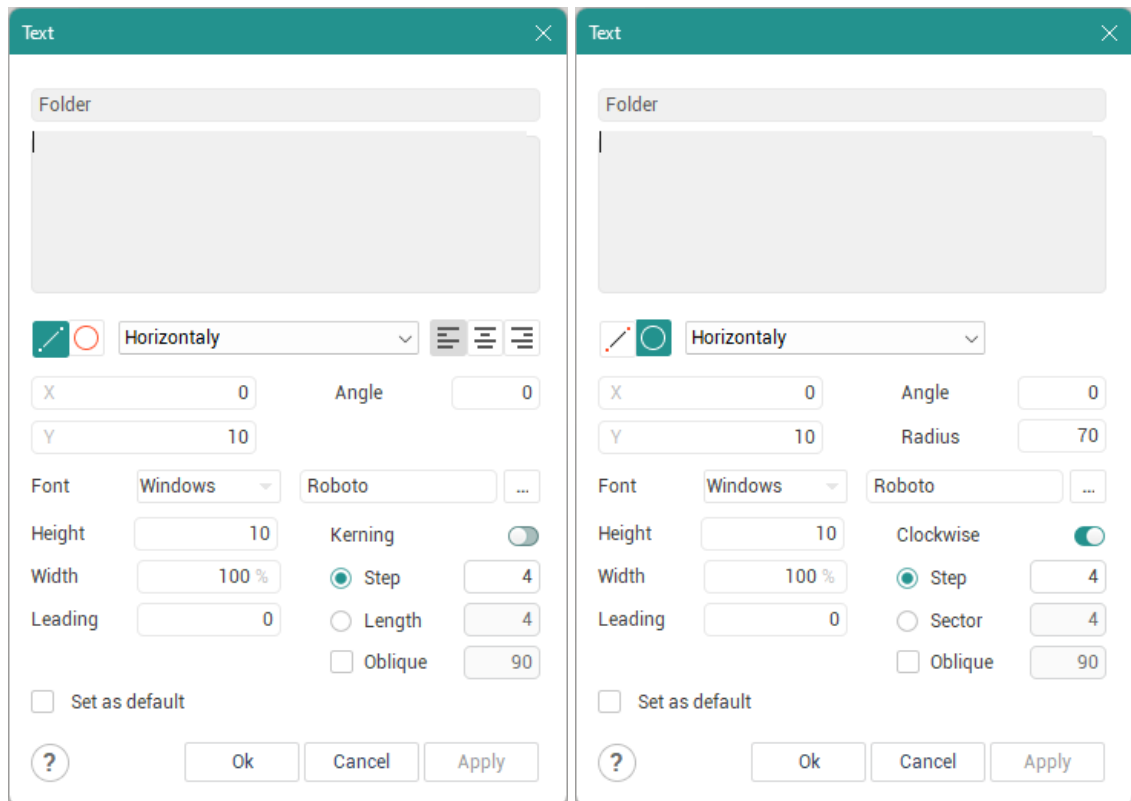 Text
Folder
Horizontaly
X 0 Angle 0
Y 10
Font Windows Roboto ...
Height 10 Kerning
Width 100 % Step 4
Leading 0 Length 4
Oblique 90
Set as default
? Ok Cancel Apply
Text
Folder
Horizontaly
X 0 Angle 0
Y 10 Radius 70
Font Windows Roboto ...
Height 10 Clockwise
Width 100 % Step 4
Leading 0 Sector 4
Oblique 90
Set as default
? Ok Cancel Apply